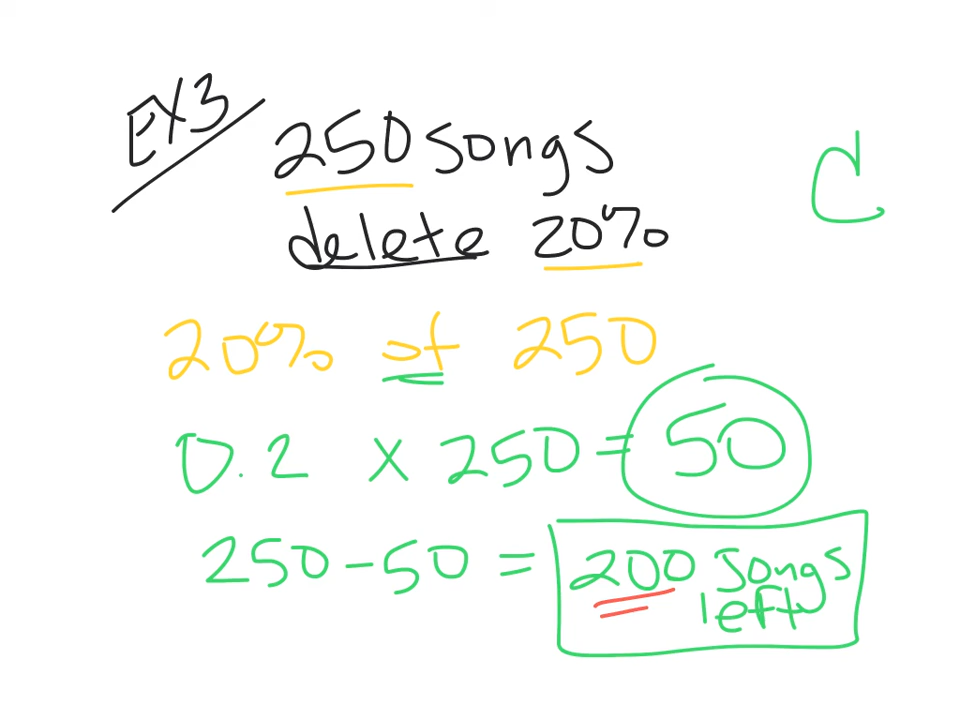 EX3
250 songs
delete 20%
C
20% of 250
0.2 x 250 = 50
250 - 50 = 200 songs
left